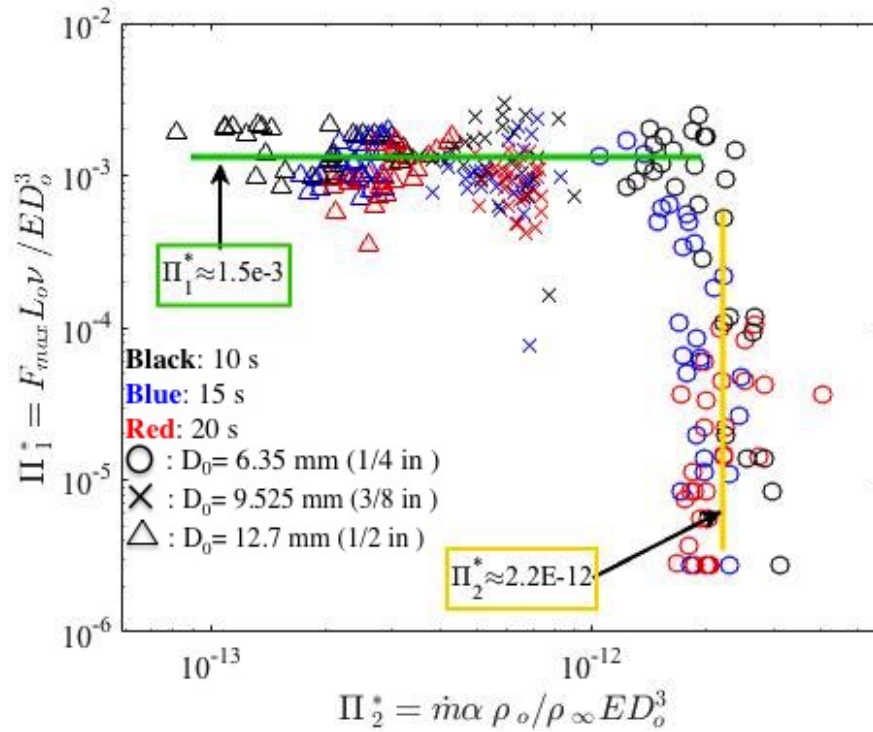 10⁻²
10⁻³
10⁻⁴
10⁻⁵
10⁻⁶
Π₁* = F_max L_o ν / E D_o³
Π₁* ≈ 1.5e-3
Black: 10 s
Blue: 15 s
Red: 20 s
○ : D₀= 6.35 mm (1/4 in )
× : D₀= 9.525 mm (3/8 in )
△ : D₀= 12.7 mm (1/2 in )
Π₂* ≈ 2.2E-12
10⁻¹³ 10⁻¹²
Π₂* = ṁα ρ_o/ρ_∞ E D_o³